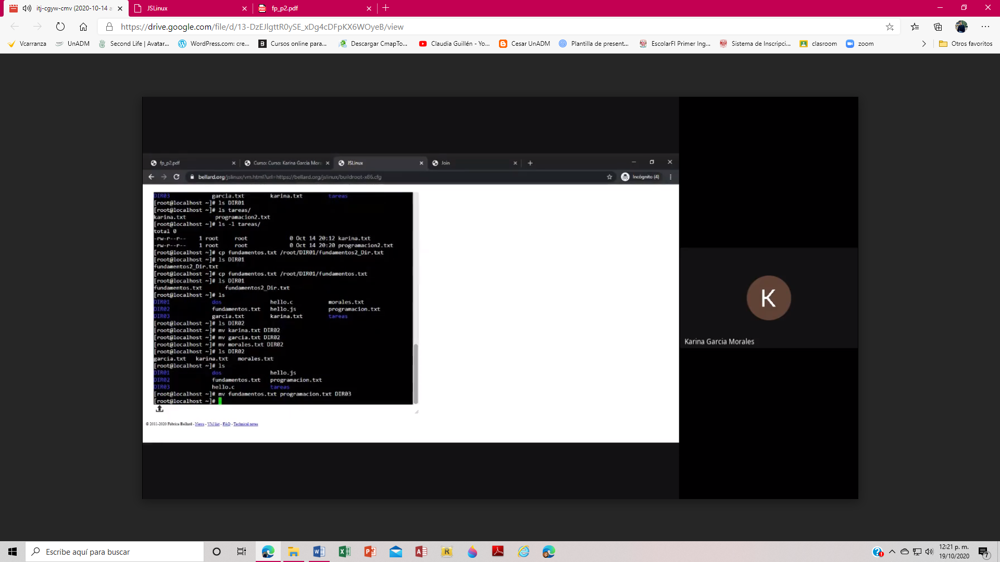 itj-cgyw-cmv (2020-10-14 a
JSLinux
fp_p2.pdf
https://drive.google.com/file/d/13-DzEJlgttR0ySE_xDg4cDFpKX6WOyeB/view
Vcarranza
UnADM
Second Life | Avatar...
WordPress.com: cre...
Cursos online para...
Descargar CmapTo...
Claudia Guillén - Yo...
Cesar UnADM
Plantilla de present...
EscolarFI Primer Ing...
Sistema de Inscripci...
clasroom
zoom
Otros favoritos
fp_p2.pdf
Curso: Curso: Karina Garcia Mora
JSLinux
Join
bellard.org/jslinux/vm.html?url=https://bellard.org/jslinux/buildroot-x86.cfg
Incógnito (4)
DIR03 garcia.txt karina.txt tareas
[root@localhost ~]# ls DIR01
[root@localhost ~]# ls tareas/
karina.txt programacion2.txt
[root@localhost ~]# ls -l tareas/
total 0
-rw-r--r-- 1 root root 0 Oct 14 20:12 karina.txt
-rw-r--r-- 1 root root 0 Oct 14 20:20 programacion2.txt
[root@localhost ~]# cp fundamentos.txt /root/DIR01/fundamentos2_Dir.txt
[root@localhost ~]# ls DIR01
fundamentos2_Dir.txt
[root@localhost ~]# cp fundamentos.txt /root/DIR01/fundamentos.txt
[root@localhost ~]# ls DIR01
fundamentos.txt fundamentos2_Dir.txt
[root@localhost ~]# ls
DIR01 dos hello.c morales.txt
DIR02 fundamentos.txt hello.js programacion.txt
DIR03 garcia.txt karina.txt tareas
[root@localhost ~]# ls DIR02
[root@localhost ~]# mv karina.txt DIR02
[root@localhost ~]# mv garcia.txt DIR02
[root@localhost ~]# mv morales.txt DIR02
[root@localhost ~]# ls DIR02
garcia.txt karina.txt morales.txt
[root@localhost ~]# ls
DIR01 dos hello.js
DIR02 fundamentos.txt programacion.txt
DIR03 hello.c tareas
[root@localhost ~]# mv fundamentos.txt programacion.txt DIR03
[root@localhost ~]#
© 2011-2020 Fabrice Bellard - News - VM list - FAQ - Technical notes
K
Karina Garcia Morales
Escribe aquí para buscar
12:21 p. m.
19/10/2020
7